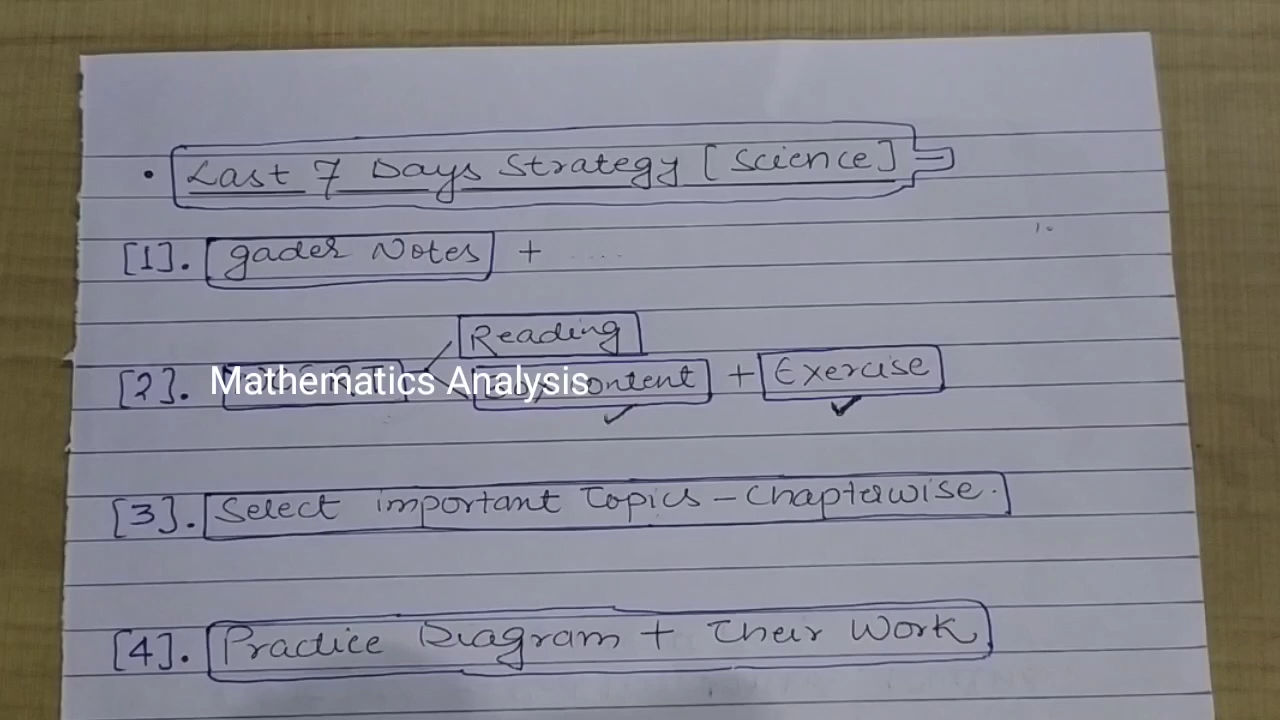 • Last 7 Days Strategy [Science]
[1]. gader Notes +
Reading
[2]. Content + Exercise
Mathematics Analysis
[3]. Select important Topics - Chapterwise.
[4]. Practice Diagram + Their Work